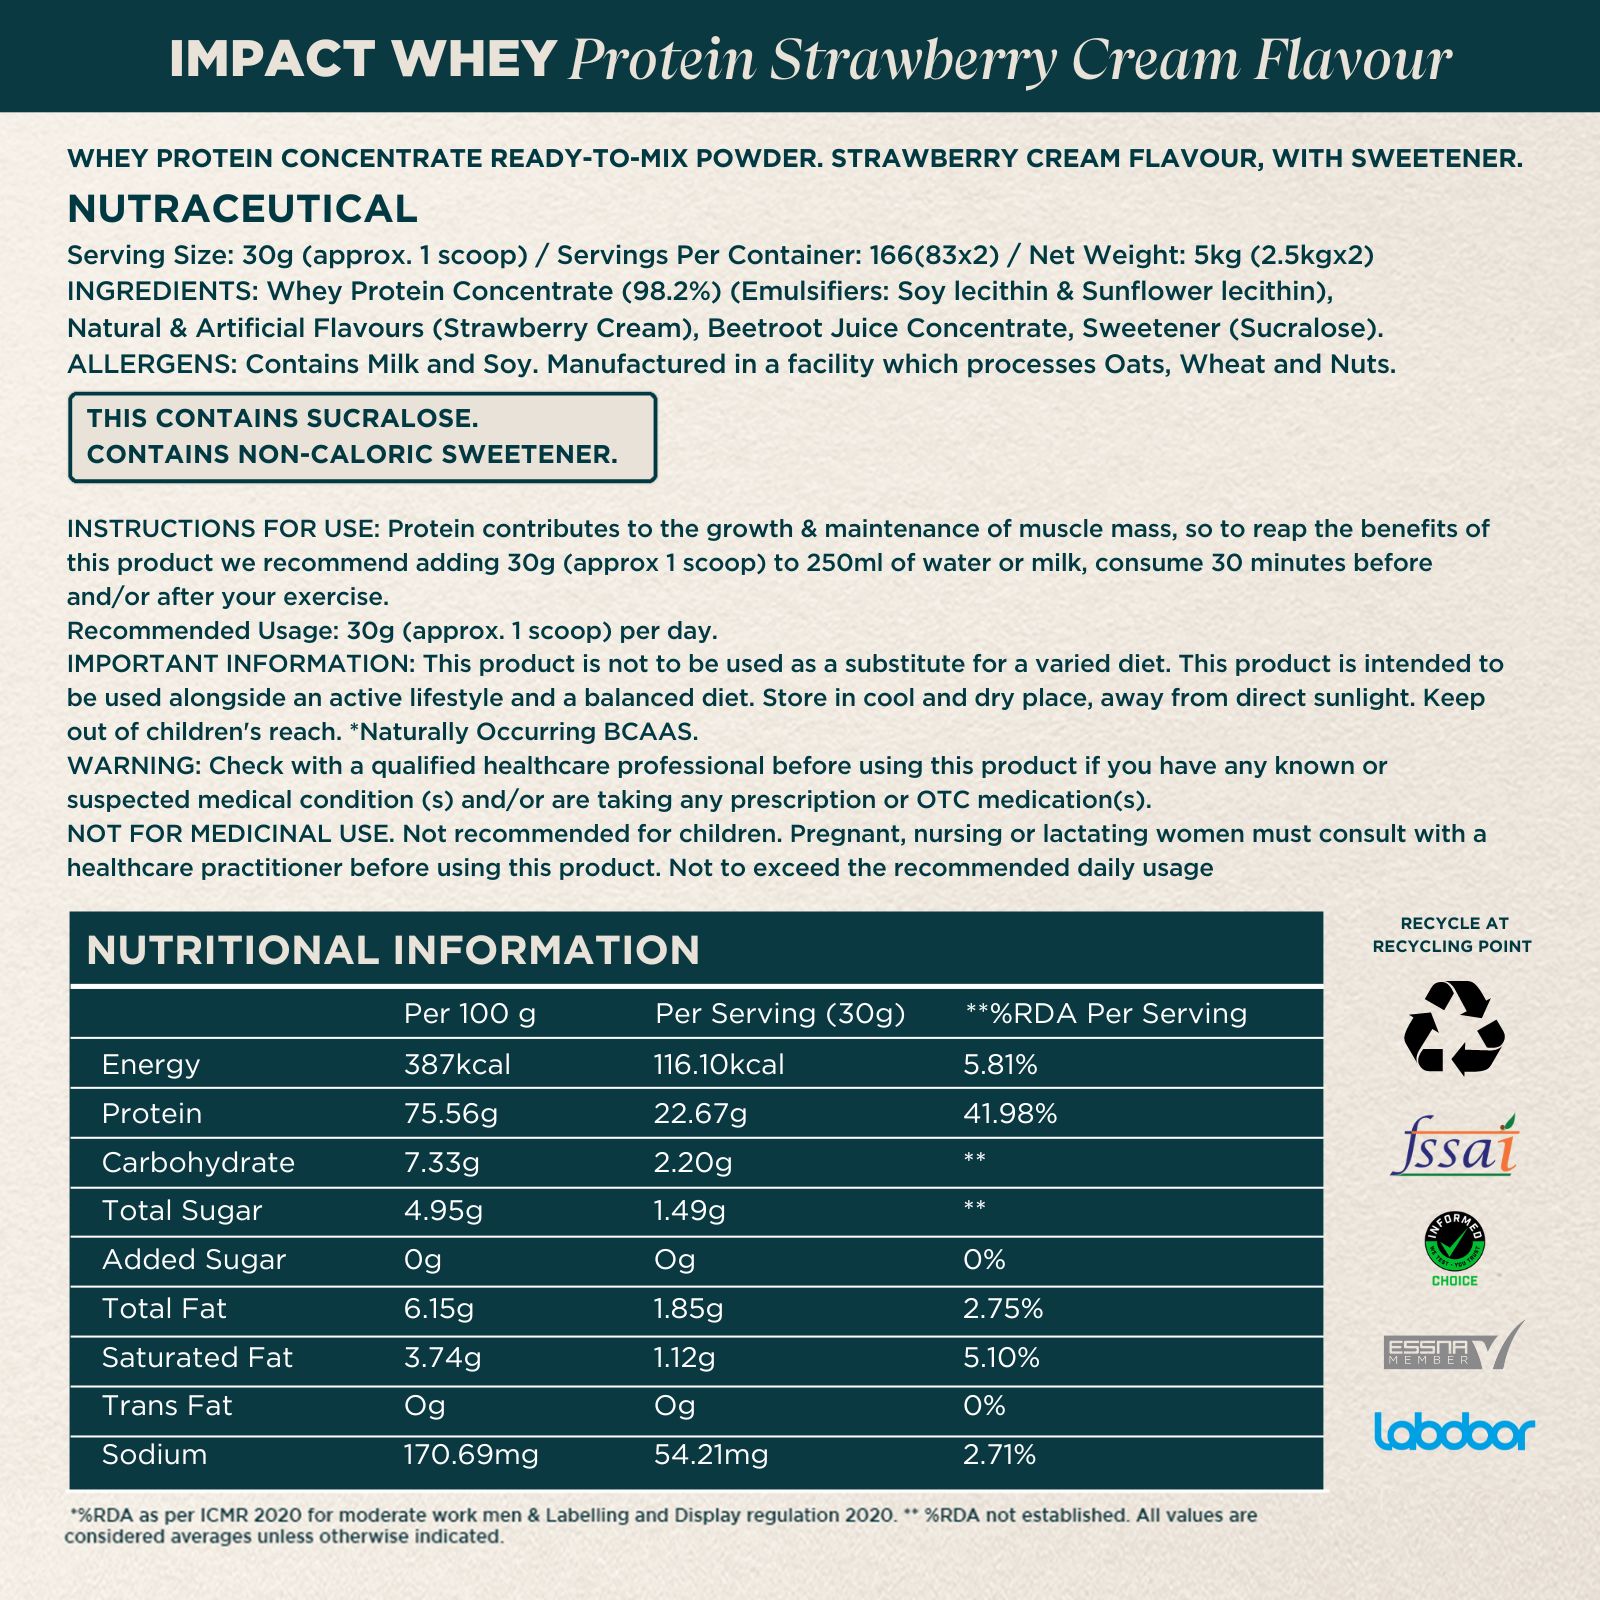 IMPACT WHEY Protein Strawberry Cream Flavour
WHEY PROTEIN CONCENTRATE READY-TO-MIX POWDER. STRAWBERRY CREAM FLAVOUR, WITH SWEETENER.
NUTRACEUTICAL
Serving Size: 30g (approx. 1 scoop) / Servings Per Container: 166(83x2) / Net Weight: 5kg (2.5kgx2)
INGREDIENTS: Whey Protein Concentrate (98.2%) (Emulsifiers: Soy lecithin & Sunflower lecithin),
Natural & Artificial Flavours (Strawberry Cream), Beetroot Juice Concentrate, Sweetener (Sucralose).
ALLERGENS: Contains Milk and Soy. Manufactured in a facility which processes Oats, Wheat and Nuts.
THIS CONTAINS SUCRALOSE.
CONTAINS NON-CALORIC SWEETENER.
INSTRUCTIONS FOR USE: Protein contributes to the growth & maintenance of muscle mass, so to reap the benefits of
this product we recommend adding 30g (approx 1 scoop) to 250ml of water or milk, consume 30 minutes before
and/or after your exercise.
Recommended Usage: 30g (approx. 1 scoop) per day.
IMPORTANT INFORMATION: This product is not to be used as a substitute for a varied diet. This product is intended to
be used alongside an active lifestyle and a balanced diet. Store in cool and dry place, away from direct sunlight. Keep
out of children's reach. *Naturally Occurring BCAAS.
WARNING: Check with a qualified healthcare professional before using this product if you have any known or
suspected medical condition (s) and/or are taking any prescription or OTC medication(s).
NOT FOR MEDICINAL USE. Not recommended for children. Pregnant, nursing or lactating women must consult with a
healthcare practitioner before using this product. Not to exceed the recommended daily usage
NUTRITIONAL INFORMATION
Per 100 g Per Serving (30g) **%RDA Per Serving
Energy 387kcal 116.10kcal 5.81%
Protein 75.56g 22.67g 41.98%
Carbohydrate 7.33g 2.20g **
Total Sugar 4.95g 1.49g **
Added Sugar 0g Og 0%
Total Fat 6.15g 1.85g 2.75%
Saturated Fat 3.74g 1.12g 5.10%
Trans Fat Og Og 0%
Sodium 170.69mg 54.21mg 2.71%
*%RDA as per ICMR 2020 for moderate work men & Labelling and Display regulation 2020. ** %RDA not established. All values are
considered averages unless otherwise indicated.
RECYCLE AT
RECYCLING POINT
fssai
INFORMED
WE TEST - YOU TRUST
CHOICE
ESSNA
MEMBER
labdoor